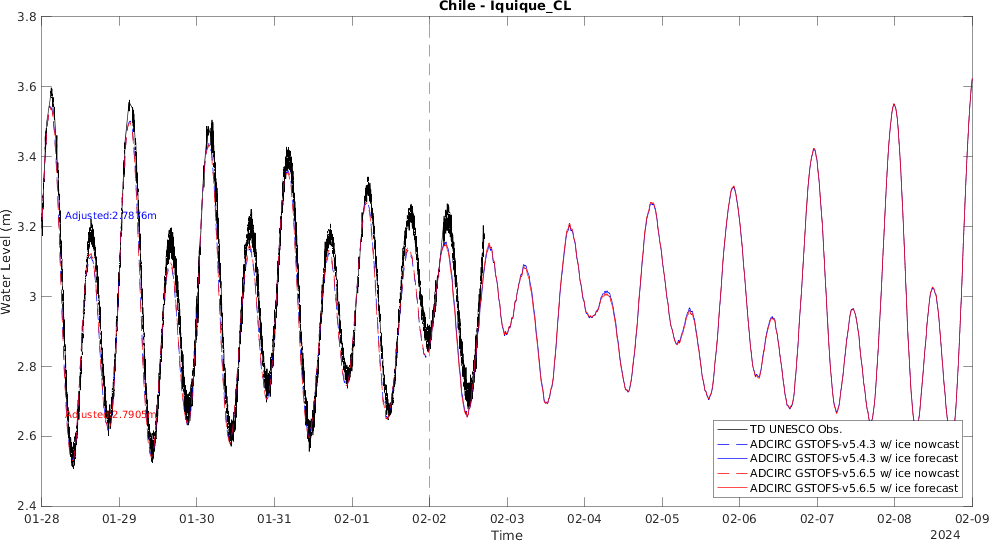 Chile - Iquique_CL
3.8
3.6
3.4
3.2
3
2.8
2.6
2.4
Water Level (m)
Adjusted:2.7876m
Adjusted:2.7905m
TD UNESCO Obs.
ADCIRC GSTOFS-v5.4.3 w/ ice nowcast
ADCIRC GSTOFS-v5.4.3 w/ ice forecast
ADCIRC GSTOFS-v5.6.5 w/ ice nowcast
ADCIRC GSTOFS-v5.6.5 w/ ice forecast
01-28 01-29 01-30 01-31 02-01 02-02 02-03 02-04 02-05 02-06 02-07 02-08 02-09
Time
2024